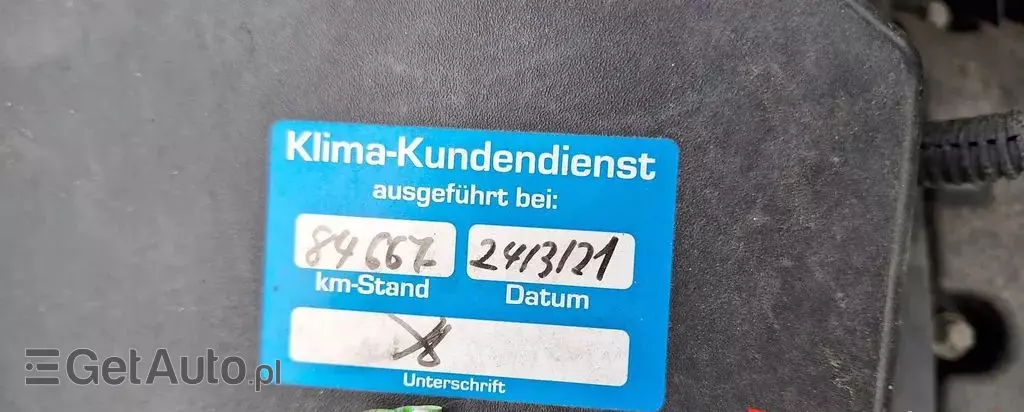 Klima-Kundendienst
ausgeführt bei:
84667 24/3/21
km-Stand Datum
Unterschrift
GetAuto.pl